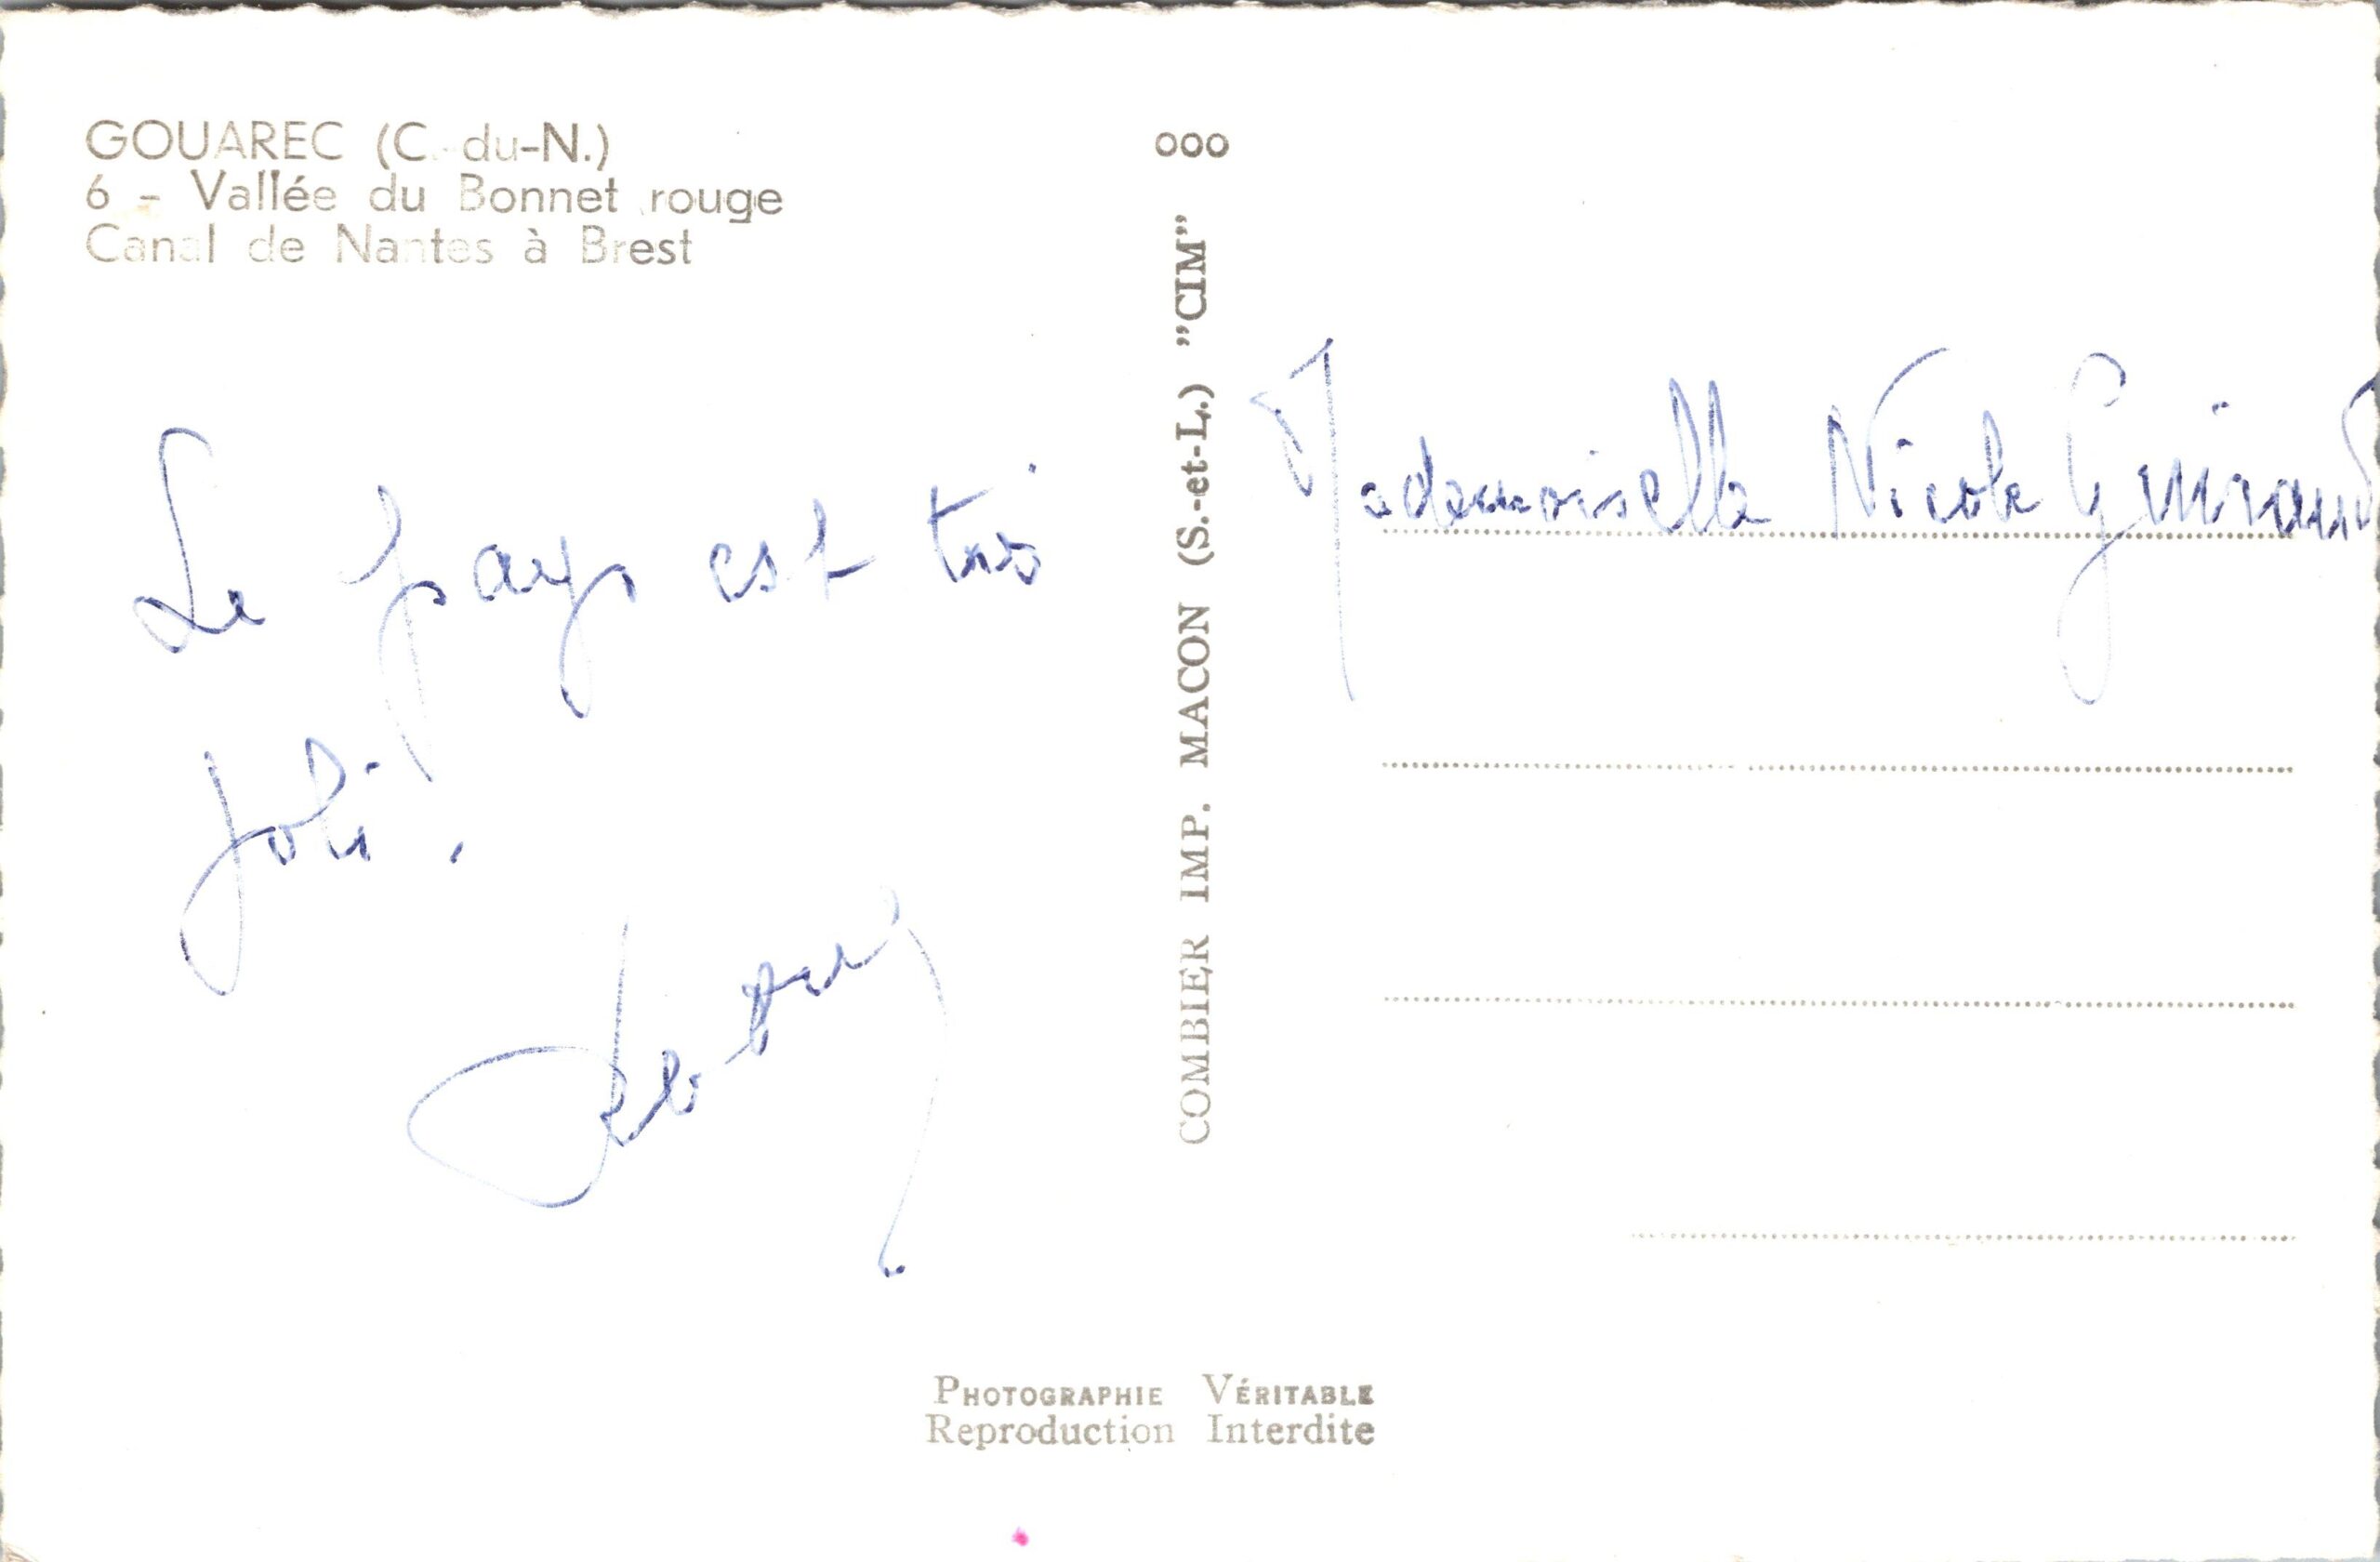 GOUAREC (C.-du-N.)
6 - Vallée du Bonnet rouge
Canal de Nantes à Brest
Le pays est très
joli.
ooo
COMBIER IMP. MACON (S.-et-L.) "CIM"
Mademoiselle Nicole Guiraud
PHOTOGRAPHIE VÉRITABLE
Reproduction Interdite